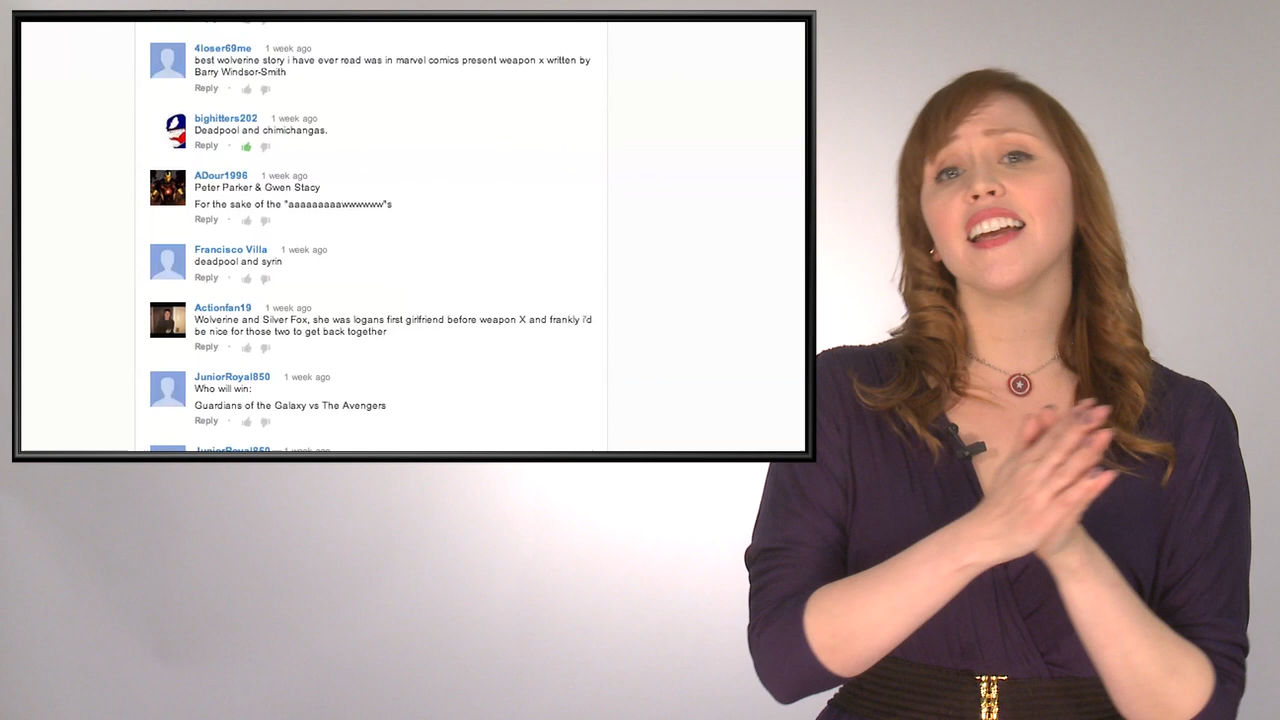 4loser69me 1 week ago
best wolverine story i have ever read was in marvel comics present weapon x written by
Barry Windsor-Smith
Reply
bighitters202 1 week ago
Deadpool and chimichangas.
Reply
ADour1996 1 week ago
Peter Parker & Gwen Stacy
For the sake of the "aaaaaaaaawwwwww"s
Reply
Francisco Villa 1 week ago
deadpool and syrin
Reply
Actionfan19 1 week ago
Wolverine and Silver Fox, she was logans first girlfriend before weapon X and frankly i'd
be nice for those two to get back together
Reply
JuniorRoyal850 1 week ago
Who will win:
Guardians of the Galaxy vs The Avengers
Reply
JuniorRoyal850 1 week ago